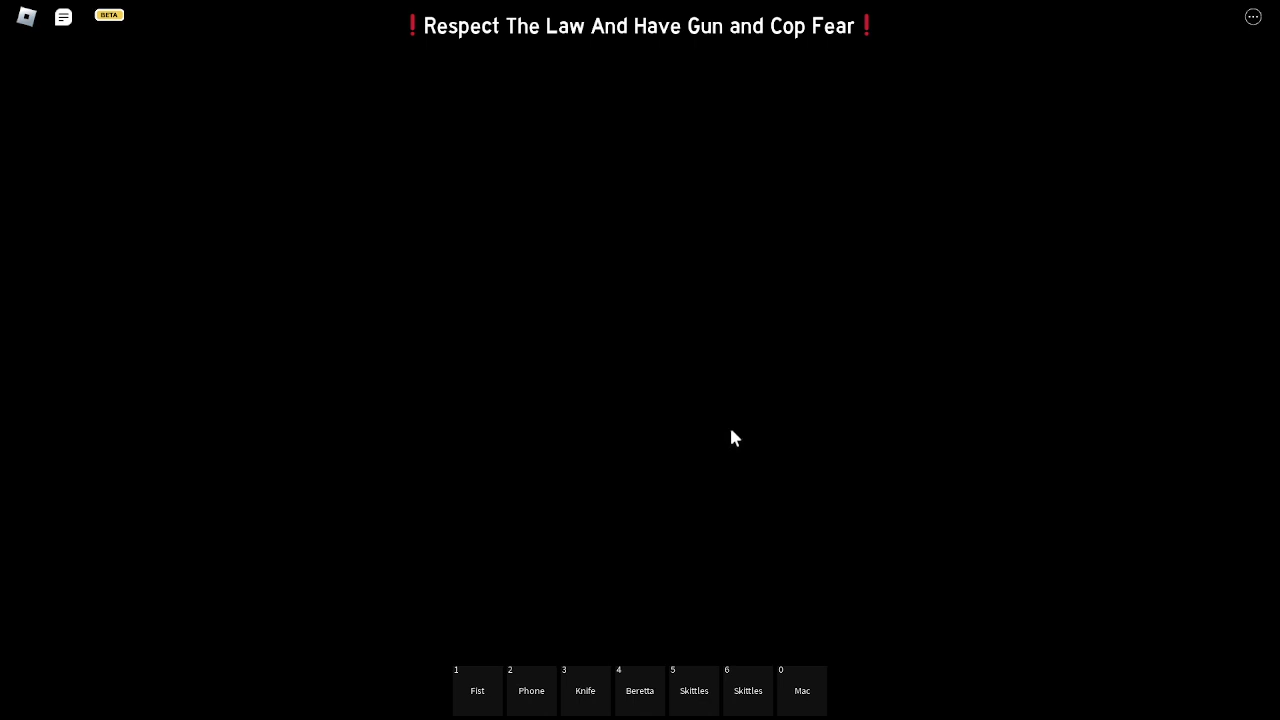 BETA
❗Respect The Law And Have Gun and Cop Fear❗
1 2 3 4 5 6 0
Fist Phone Knife Beretta Skittles Skittles Mac